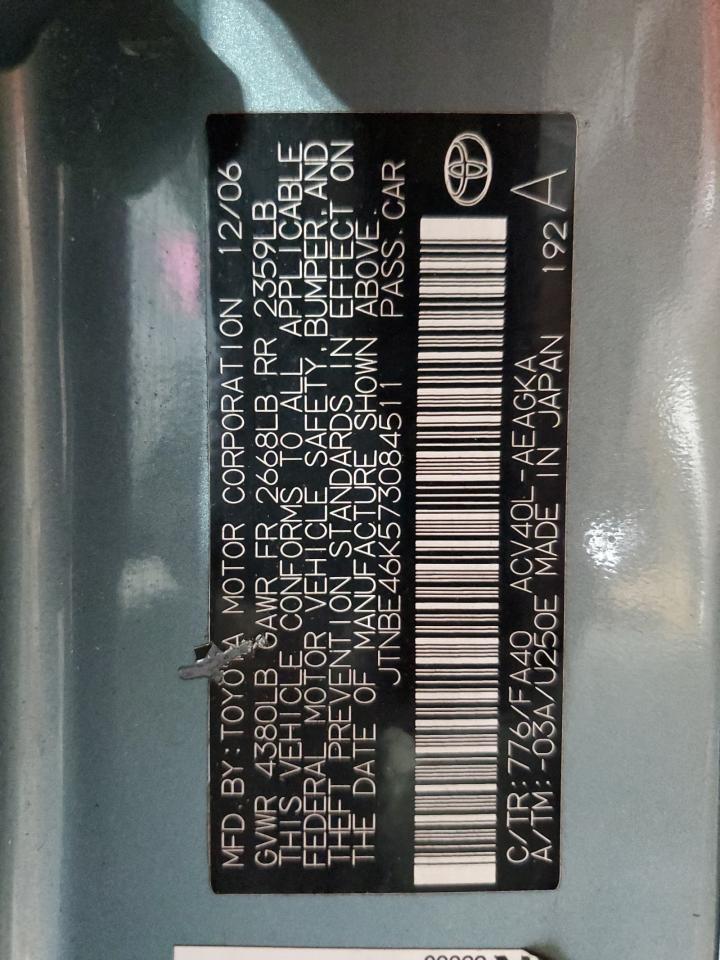 MFD.BY:TOYOTA MOTOR CORPORATION 12/06
GVWR 4380LB GAWR FR 2668LB RR 2359LB
THIS VEHICLE CONFORMS TO ALL APPLICABLE
FEDERAL MOTOR VEHICLE SAFETY,BUMPER,AND
THEFT PREVENTION STANDARDS IN EFFECT ON
THE DATE OF MANUFACTURE SHOWN ABOVE.
JTNBE46K573084511 PASS.CAR
C/TR:776/FA40 ACV40L-AEAGKA
A/TM:-03A/U250E MADE IN JAPAN 192 A